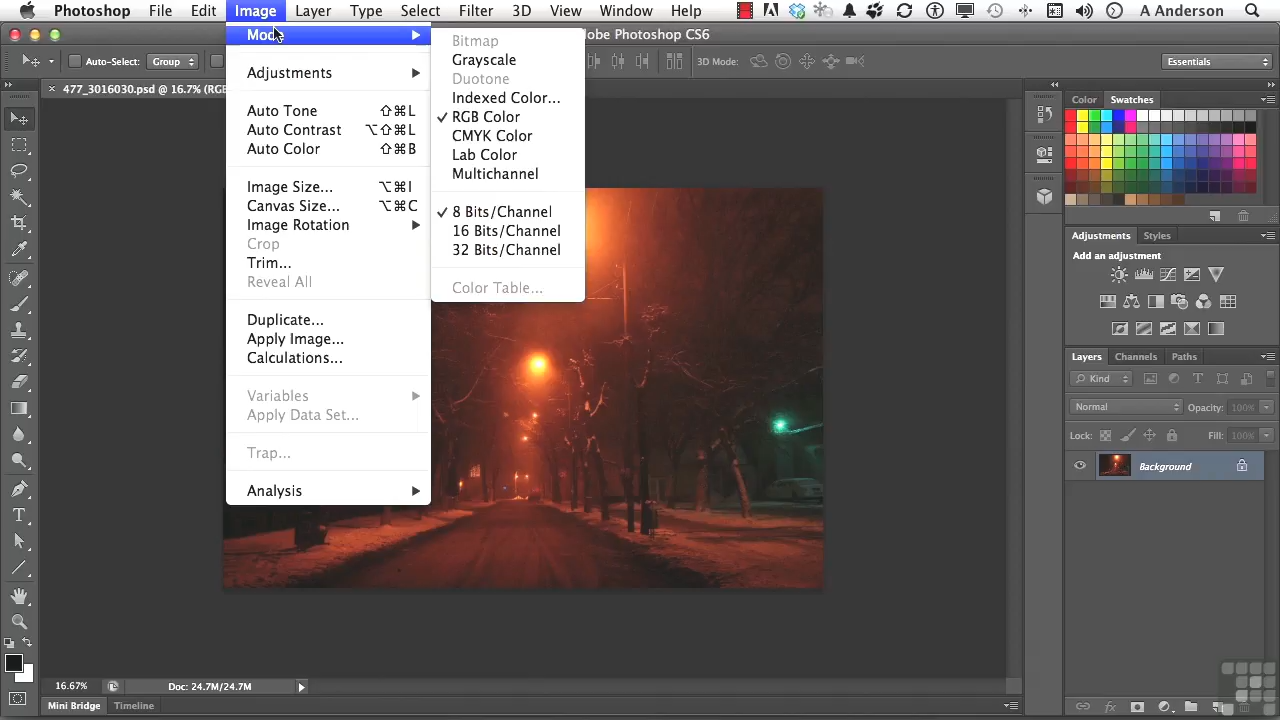 Photoshop File Edit Image Layer Type Select Filter 3D View Window Help A Anderson
Adobe Photoshop CS6
Auto-Select: Group 3D Mode: Essentials
× 477_3016030.psd @ 16.7% (RG
Mode
Adjustments
Auto Tone ⇧⌘L
Auto Contrast ⌥⇧⌘L
Auto Color ⇧⌘B
Image Size... ⌥⌘I
Canvas Size... ⌥⌘C
Image Rotation
Crop
Trim...
Reveal All
Duplicate...
Apply Image...
Calculations...
Variables
Apply Data Set...
Trap...
Analysis
Bitmap
Grayscale
Duotone
Indexed Color...
✓ RGB Color
CMYK Color
Lab Color
Multichannel
✓ 8 Bits/Channel
16 Bits/Channel
32 Bits/Channel
Color Table...
Color Swatches
Adjustments Styles
Add an adjustment
Layers Channels Paths
Kind
Normal Opacity: 100%
Lock: Fill: 100%
Background
16.67% Doc: 24.7M/24.7M
Mini Bridge Timeline